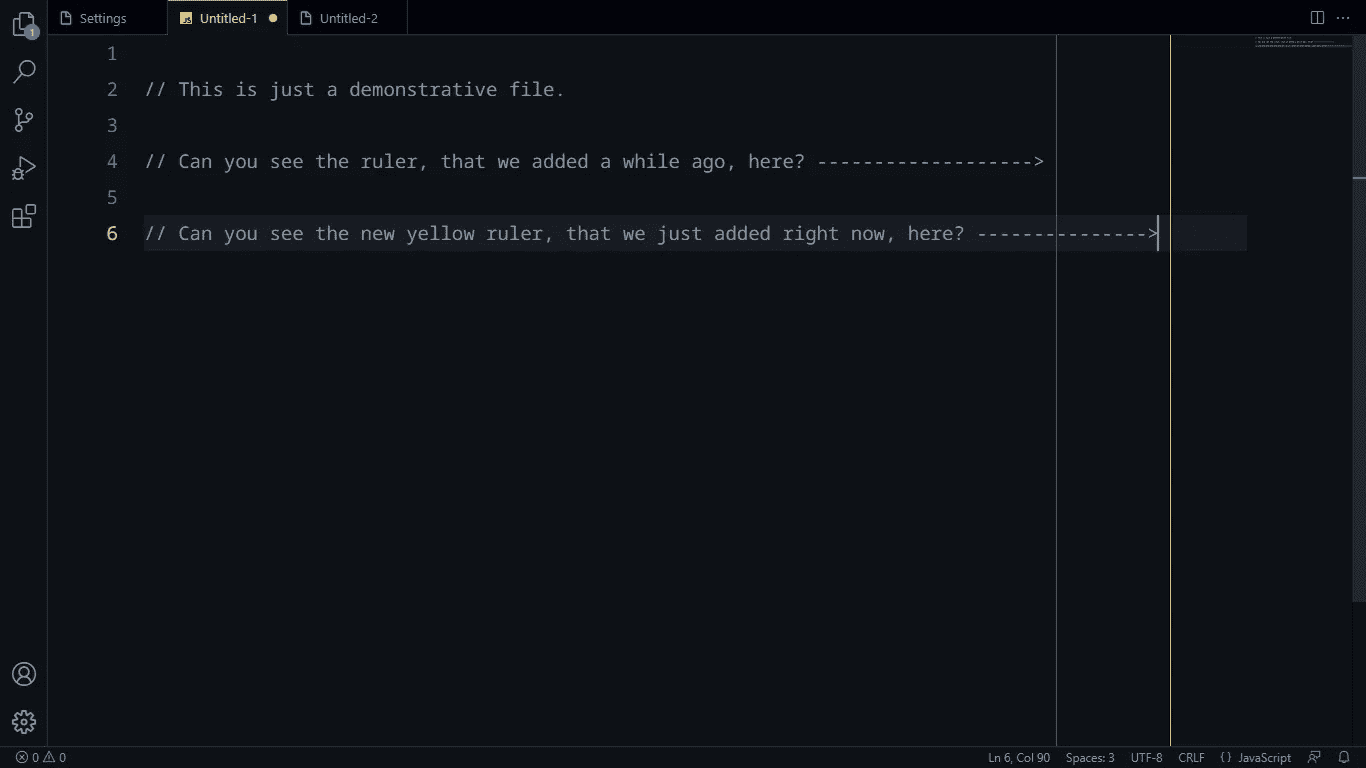 1
Settings
JS Untitled-1
Untitled-2
1
2 // This is just a demonstrative file.
3
4 // Can you see the ruler, that we added a while ago, here? ------------------->
5
6 // Can you see the new yellow ruler, that we just added right now, here? --------------->
0 0
Ln 6, Col 90
Spaces: 3
UTF-8
CRLF
{} JavaScript